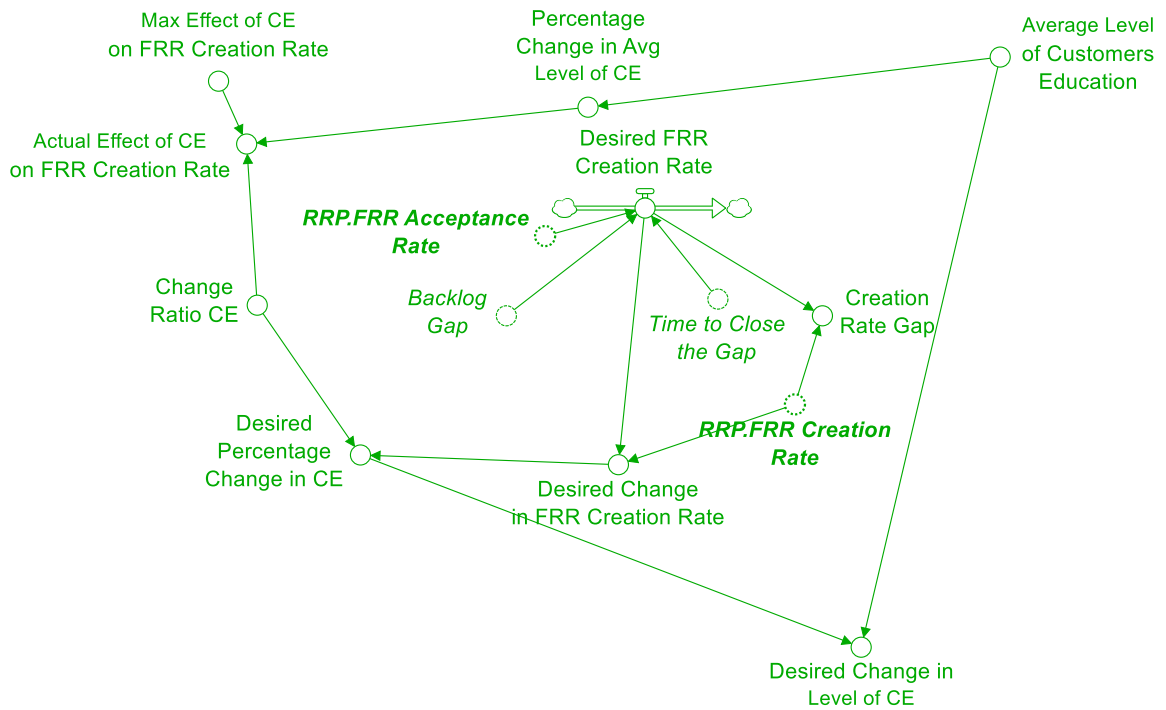 Max Effect of CE
on FRR Creation Rate
Percentage
Change in Avg
Level of CE
Average Level
of Customers
Education
Actual Effect of CE
on FRR Creation Rate
Desired FRR
Creation Rate
RRP.FRR Acceptance
Rate
Change
Ratio CE
Backlog
Gap
Time to Close
the Gap
Creation
Rate Gap
Desired
Percentage
Change in CE
RRP.FRR Creation
Rate
Desired Change
in FRR Creation Rate
Desired Change in
Level of CE